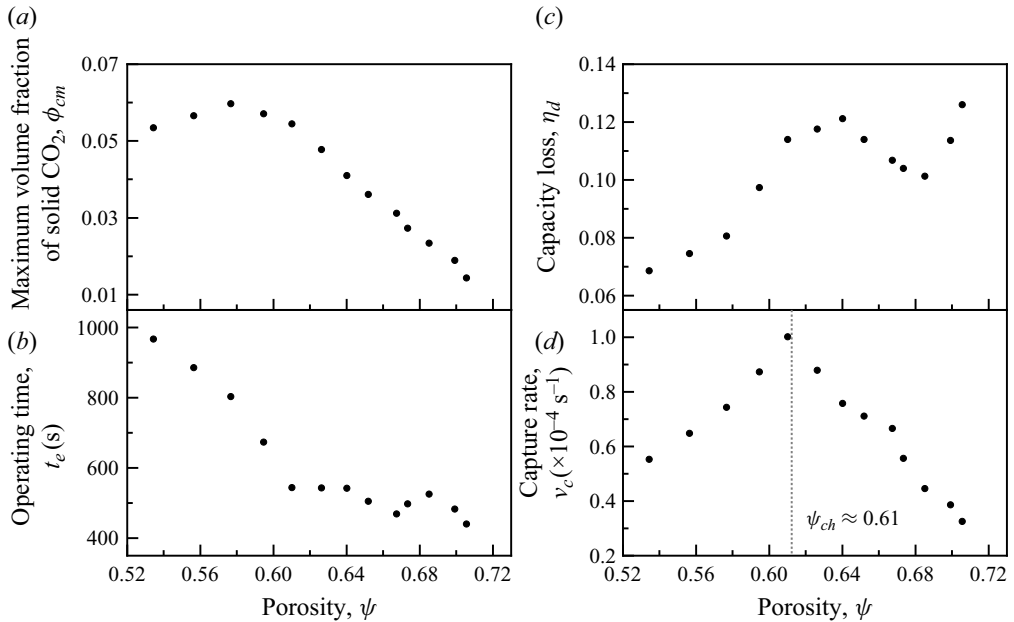 (a)
Maximum volume fraction
of solid CO₂, ϕcm
0.07
0.05
0.03
0.01
(b)
Operating time,
tₑ (s)
1000
800
600
400
0.52
0.56
0.60
0.64
0.68
0.72
Porosity, ψ
(c)
Capacity loss, ηd
0.14
0.12
0.10
0.08
0.06
(d)
Capture rate,
νc (×10⁻⁴ s⁻¹)
1.0
0.8
0.6
0.4
0.2
ψch ≈ 0.61
0.52
0.56
0.60
0.64
0.68
0.72
Porosity, ψ